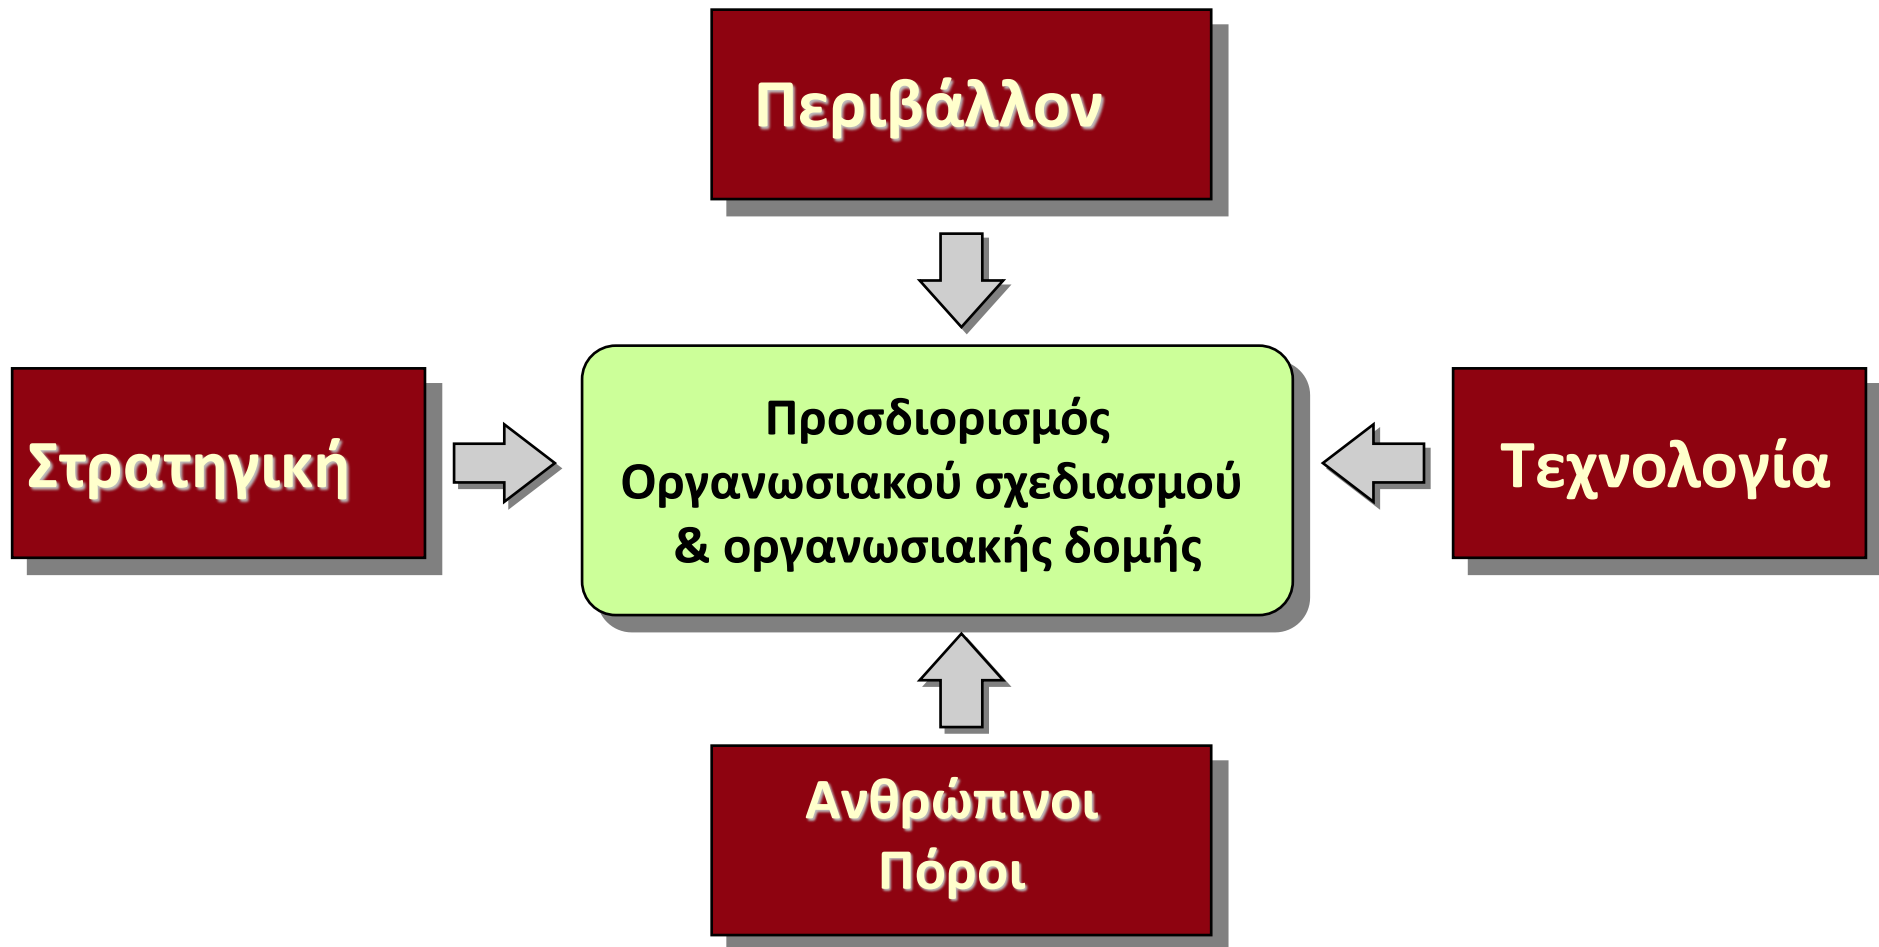 Περιβάλλον
Στρατηγική
Προσδιορισμός
Οργανωσιακού σχεδιασμού
& οργανωσιακής δομής
Τεχνολογία
Ανθρώπινοι
Πόροι